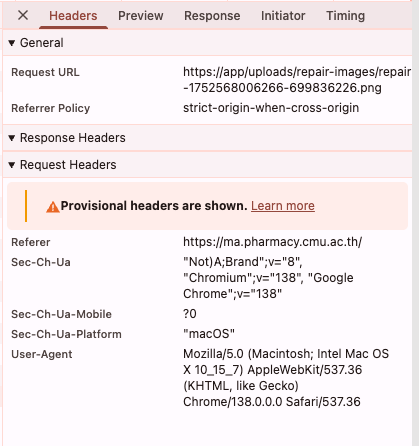 Headers Preview Response Initiator Timing
General
Request URL https://app/uploads/repair-images/repair
-1752568006266-699836226.png
Referrer Policy strict-origin-when-cross-origin
Response Headers
Request Headers
Provisional headers are shown. Learn more
Referer https://ma.pharmacy.cmu.ac.th/
Sec-Ch-Ua "Not)A;Brand";v="8",
"Chromium";v="138", "Google
Chrome";v="138"
Sec-Ch-Ua-Mobile ?0
Sec-Ch-Ua-Platform "macOS"
User-Agent Mozilla/5.0 (Macintosh; Intel Mac OS
X 10_15_7) AppleWebKit/537.36
(KHTML, like Gecko)
Chrome/138.0.0.0 Safari/537.36